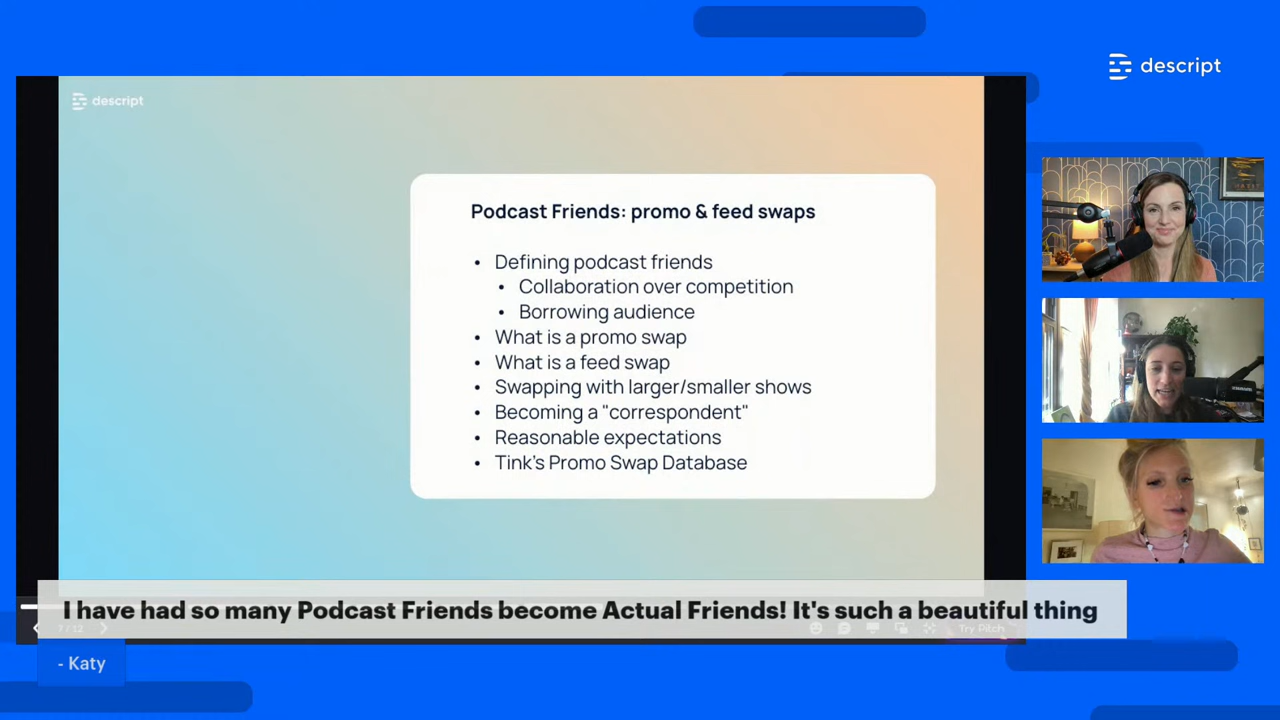 descript
descript
Podcast Friends: promo & feed swaps
• Defining podcast friends
• Collaboration over competition
• Borrowing audience
• What is a promo swap
• What is a feed swap
• Swapping with larger/smaller shows
• Becoming a "correspondent"
• Reasonable expectations
• Tink's Promo Swap Database
I have had so many Podcast Friends become Actual Friends! It's such a beautiful thing
Try Pitch
- Katy